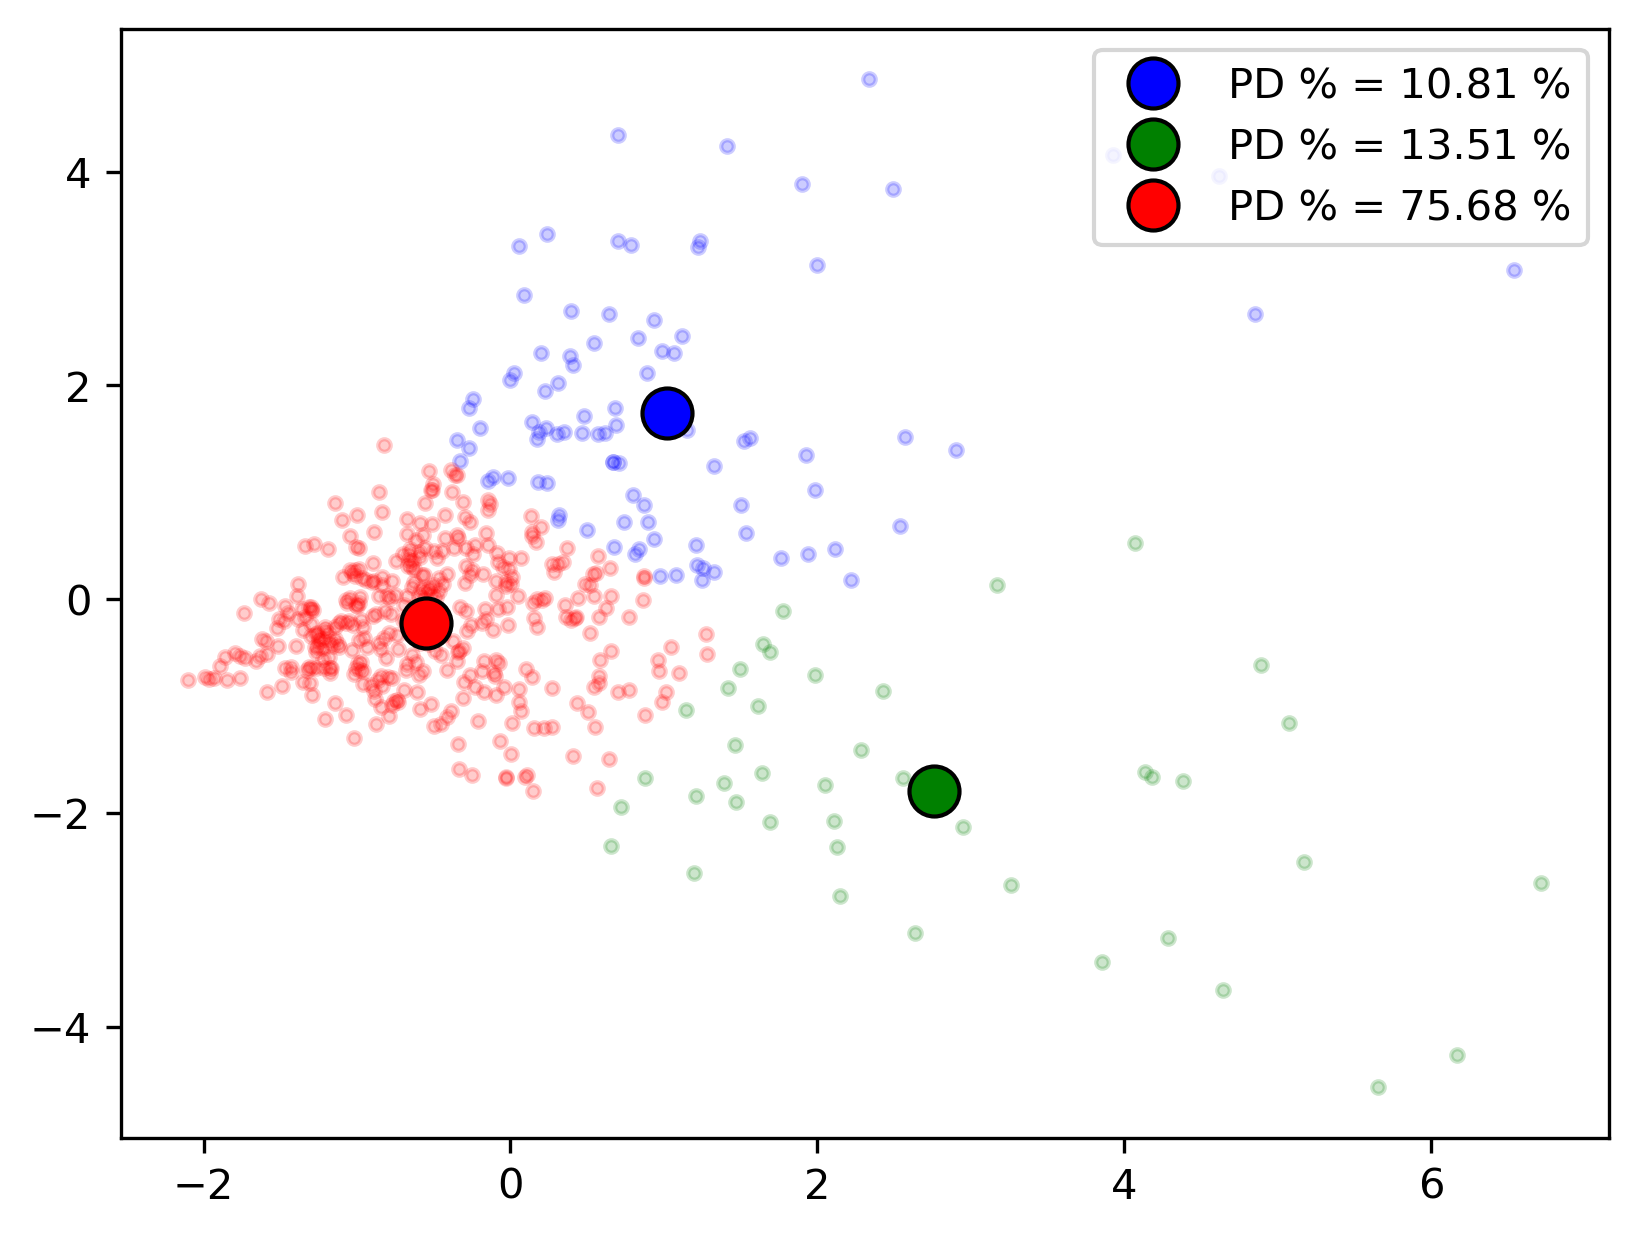 PD % = 10.81 %
PD % = 13.51 %
PD % = 75.68 %
4
2
0
−2
−4
−2 0 2 4 6